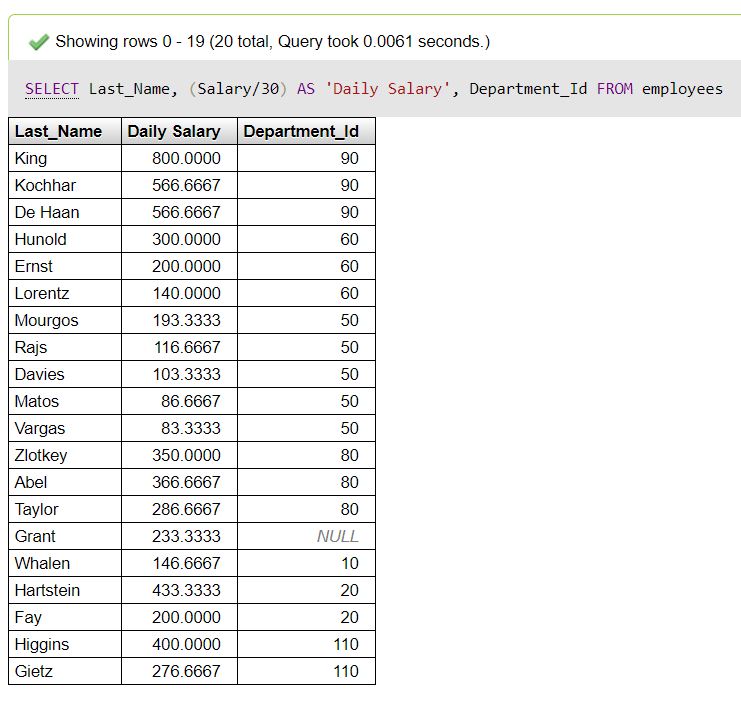 Showing rows 0 - 19 (20 total, Query took 0.0061 seconds.)
SELECT Last_Name, (Salary/30) AS 'Daily Salary', Department_Id FROM employees
Last_Name Daily Salary Department_Id
King 800.0000 90
Kochhar 566.6667 90
De Haan 566.6667 90
Hunold 300.0000 60
Ernst 200.0000 60
Lorentz 140.0000 60
Mourgos 193.3333 50
Rajs 116.6667 50
Davies 103.3333 50
Matos 86.6667 50
Vargas 83.3333 50
Zlotkey 350.0000 80
Abel 366.6667 80
Taylor 286.6667 80
Grant 233.3333 NULL
Whalen 146.6667 10
Hartstein 433.3333 20
Fay 200.0000 20
Higgins 400.0000 110
Gietz 276.6667 110